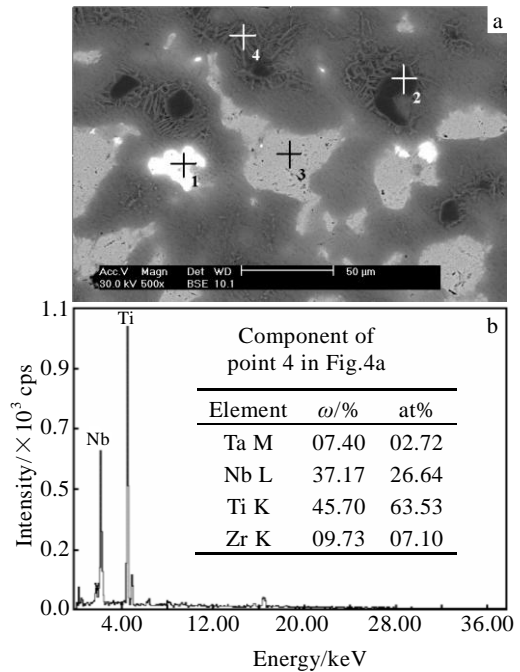 a
4
2
1
3
Acc.V Magn Det WD 50 μm
30.0 kV 500x BSE 10.1
b
1.1
0.9
0.7
0.5
0.2
0.0
Intensity/×10³ cps
Nb
Ti
Component of
point 4 in Fig.4a
Element ω/% at%
Ta M 07.40 02.72
Nb L 37.17 26.64
Ti K 45.70 63.53
Zr K 09.73 07.10
4.00 12.00 20.00 28.00 36.00
Energy/keV